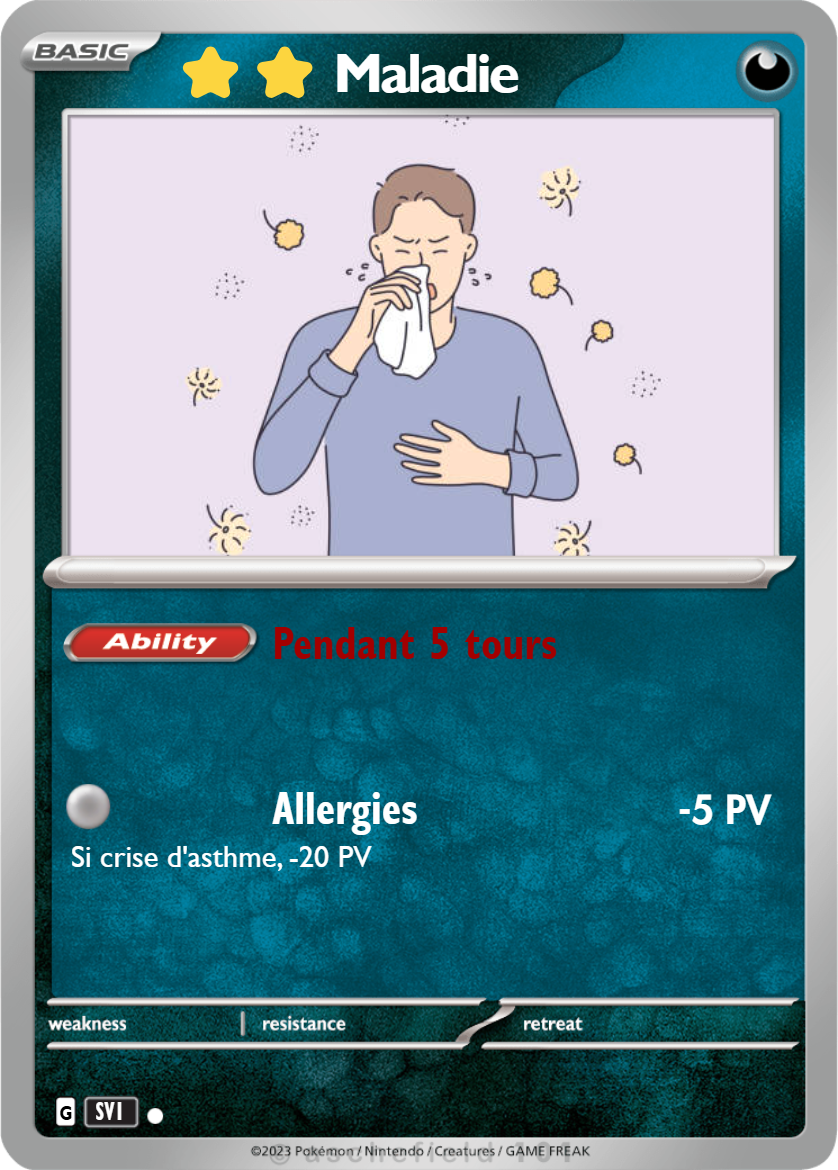 BASIC
Maladie
Ability Pendant 5 tours
Allergies -5 PV
Si crise d'asthme, -20 PV
weakness resistance retreat
G SVI
©2023 Pokémon / Nintendo / Creatures / GAME FREAK